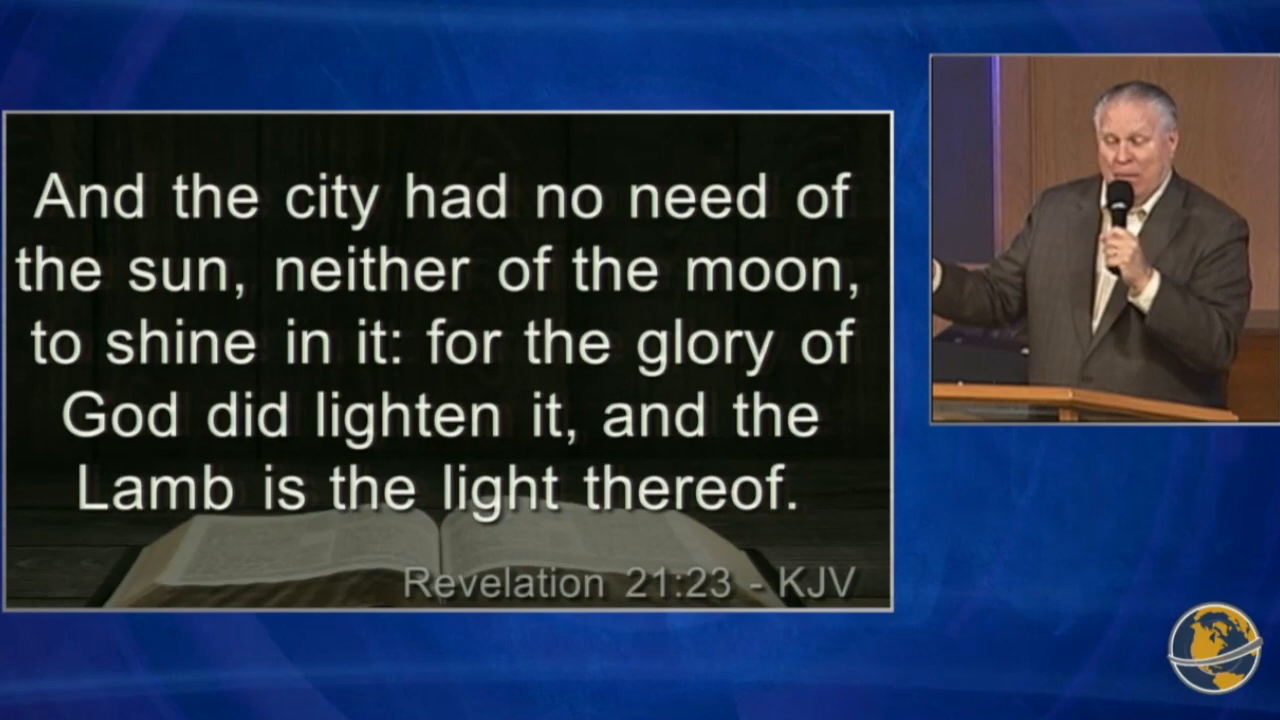 And the city had no need of
the sun, neither of the moon,
to shine in it: for the glory of
God did lighten it, and the
Lamb is the light thereof.
Revelation 21:23 - KJV